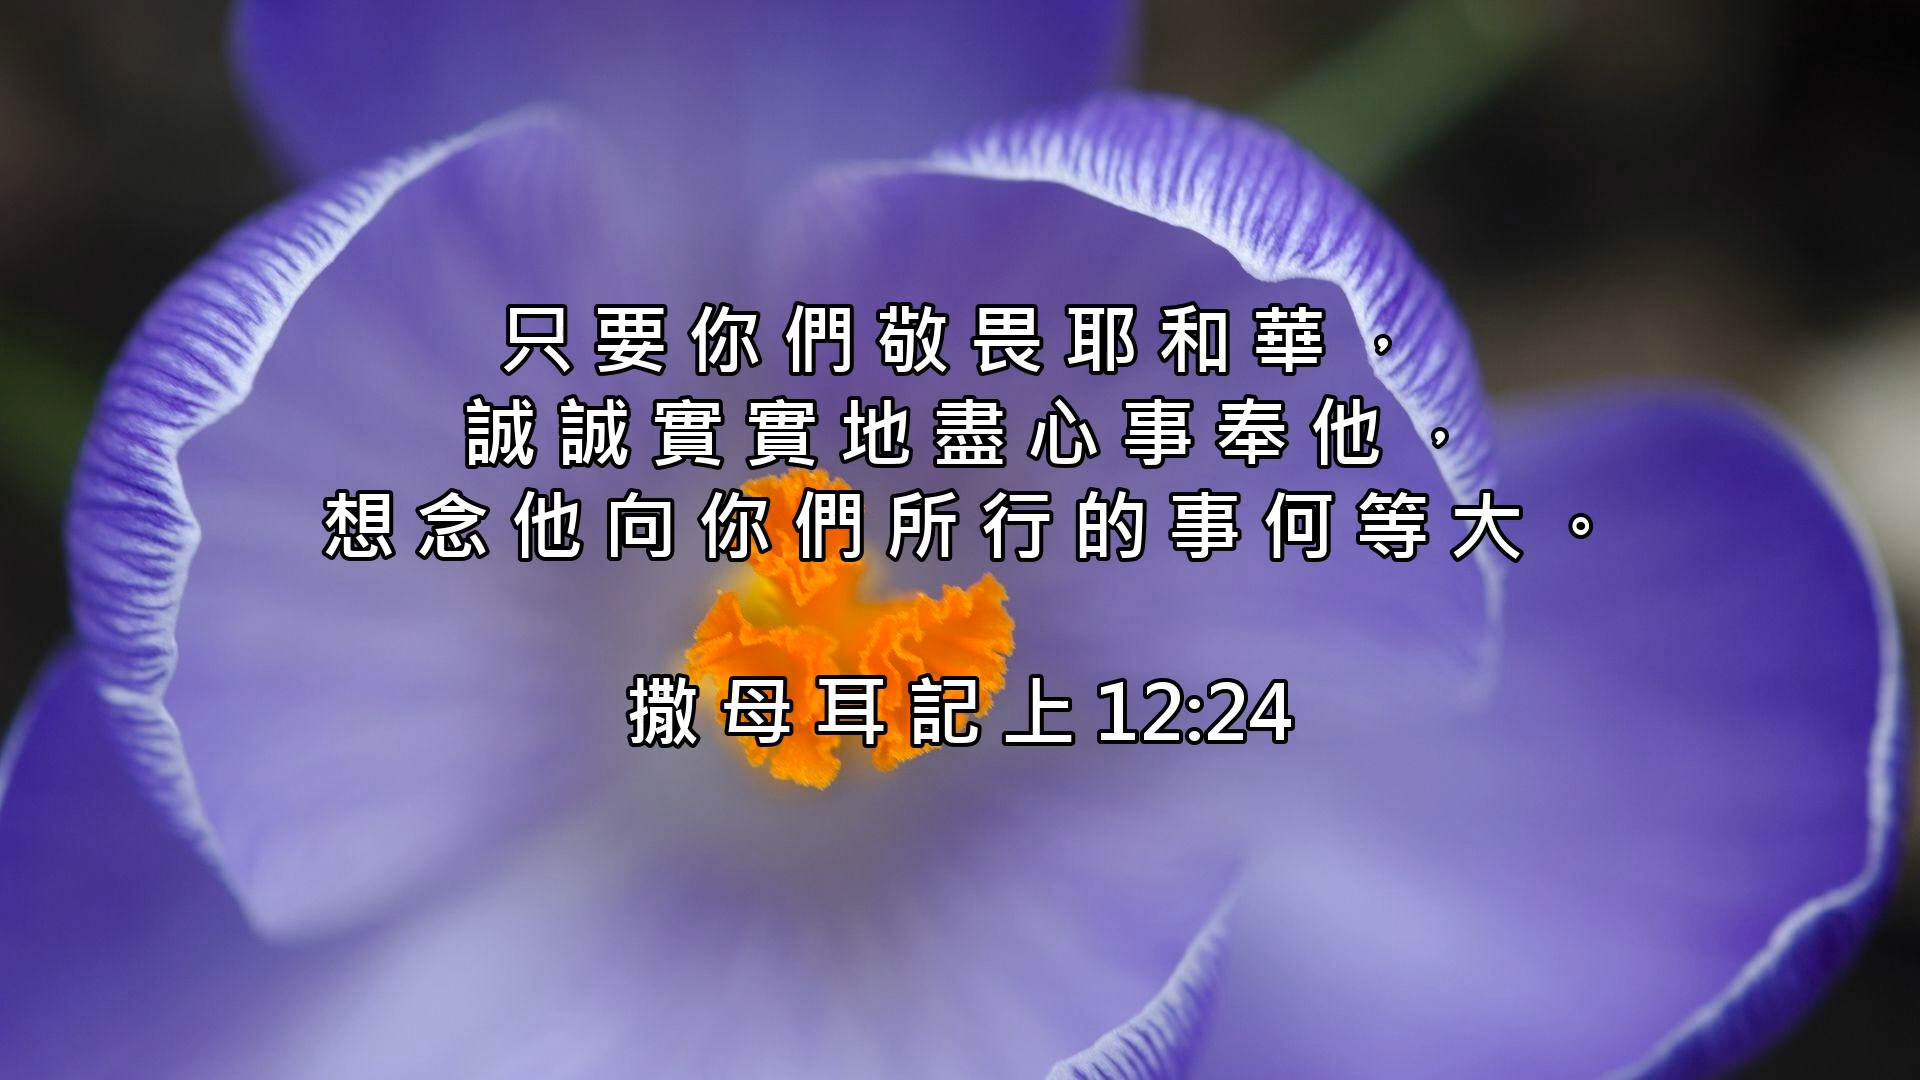 只要你們敬畏耶和華，
誠誠實實地盡心事奉他，
想念他向你們所行的事何等大。
撒母耳記上12:24